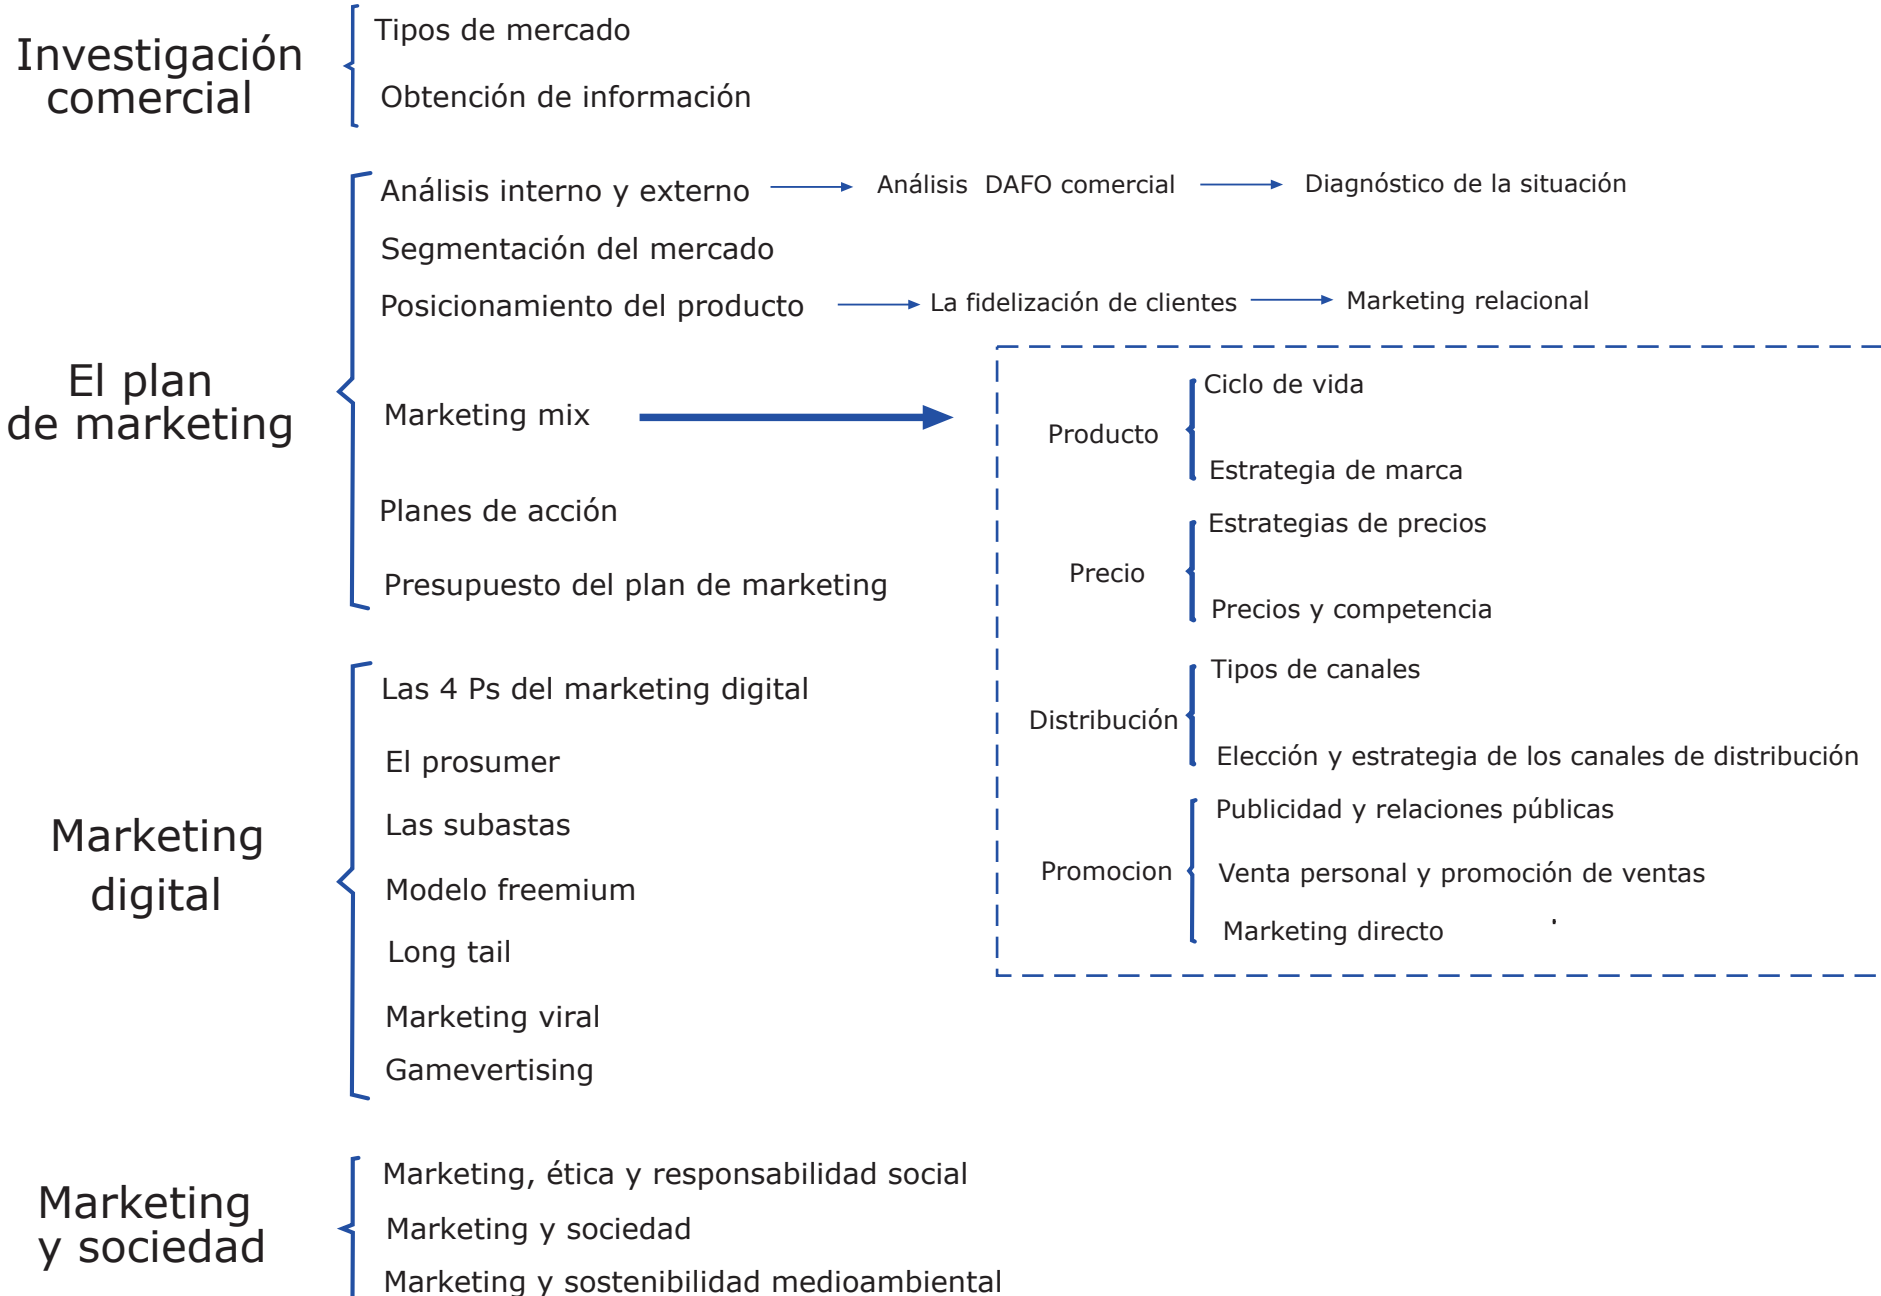 Investigación
comercial
Tipos de mercado
Obtención de información
El plan
de marketing
Análisis interno y externo
Análisis DAFO comercial
Diagnóstico de la situación
Segmentación del mercado
Posicionamiento del producto
La fidelización de clientes
Marketing relacional
Marketing mix
Producto
Ciclo de vida
Estrategia de marca
Precio
Estrategias de precios
Precios y competencia
Distribución
Tipos de canales
Elección y estrategia de los canales de distribución
Promocion
Publicidad y relaciones públicas
Venta personal y promoción de ventas
Marketing directo
Planes de acción
Presupuesto del plan de marketing
Marketing
digital
Las 4 Ps del marketing digital
El prosumer
Las subastas
Modelo freemium
Long tail
Marketing viral
Gamevertising
Marketing
y sociedad
Marketing, ética y responsabilidad social
Marketing y sociedad
Marketing y sostenibilidad medioambiental